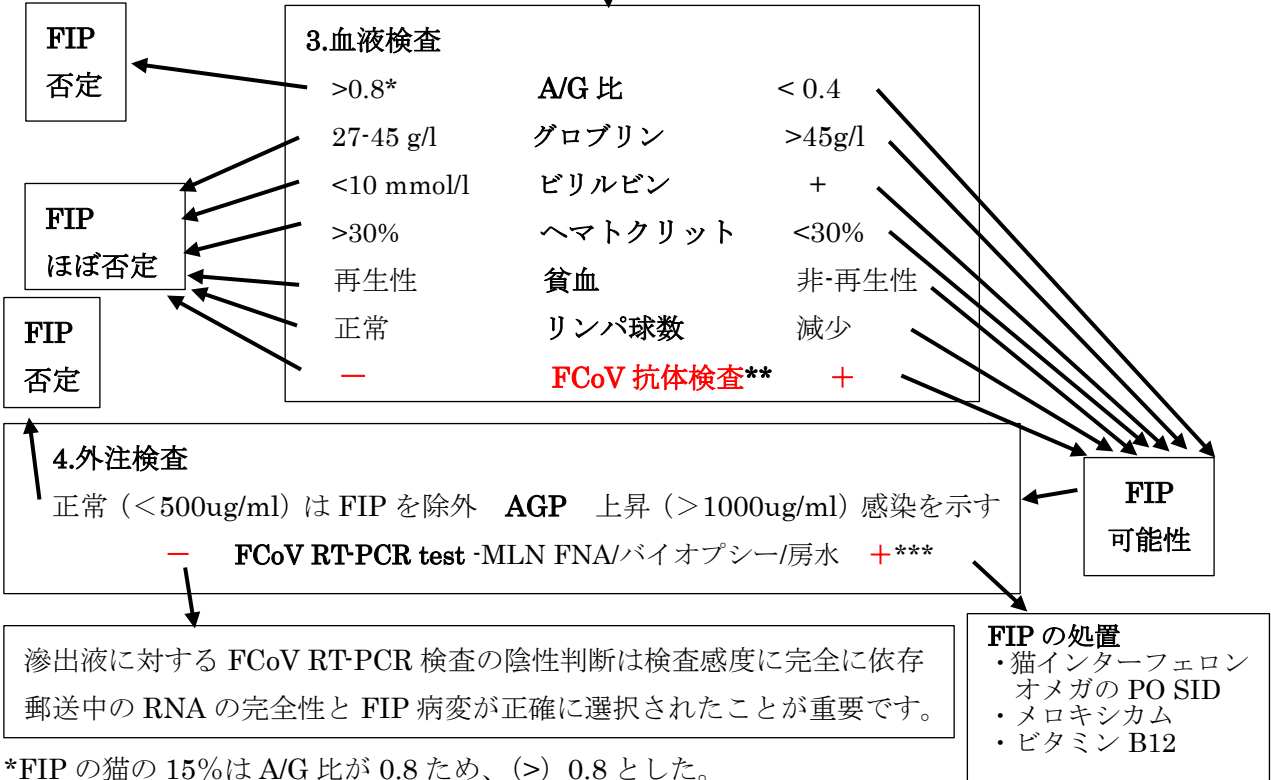 FIP
否定
3.血液検査
>0.8* A/G 比 < 0.4
27-45 g/l グロブリン >45g/l
<10 mmol/l ビリルビン +
>30% ヘマトクリット <30%
再生性 貧血 非-再生性
正常 リンパ球数 減少
－ FCoV 抗体検査** ＋
FIP
ほぼ否定
FIP
否定
4.外注検査
正常（＜500ug/ml）は FIP を除外 AGP 上昇（＞1000ug/ml）感染を示す
－ FCoV RT-PCR test -MLN FNA/バイオプシー/房水 ＋***
FIP
可能性
滲出液に対する FCoV RT-PCR 検査の陰性判断は検査感度に完全に依存
郵送中の RNA の完全性と FIP 病変が正確に選択されたことが重要です。
FIP の処置
・猫インターフェロン
オメガの PO SID
・メロキシカム
・ビタミン B12
*FIP の猫の 15%は A/G 比が 0.8 ため、（>）0.8 とした。